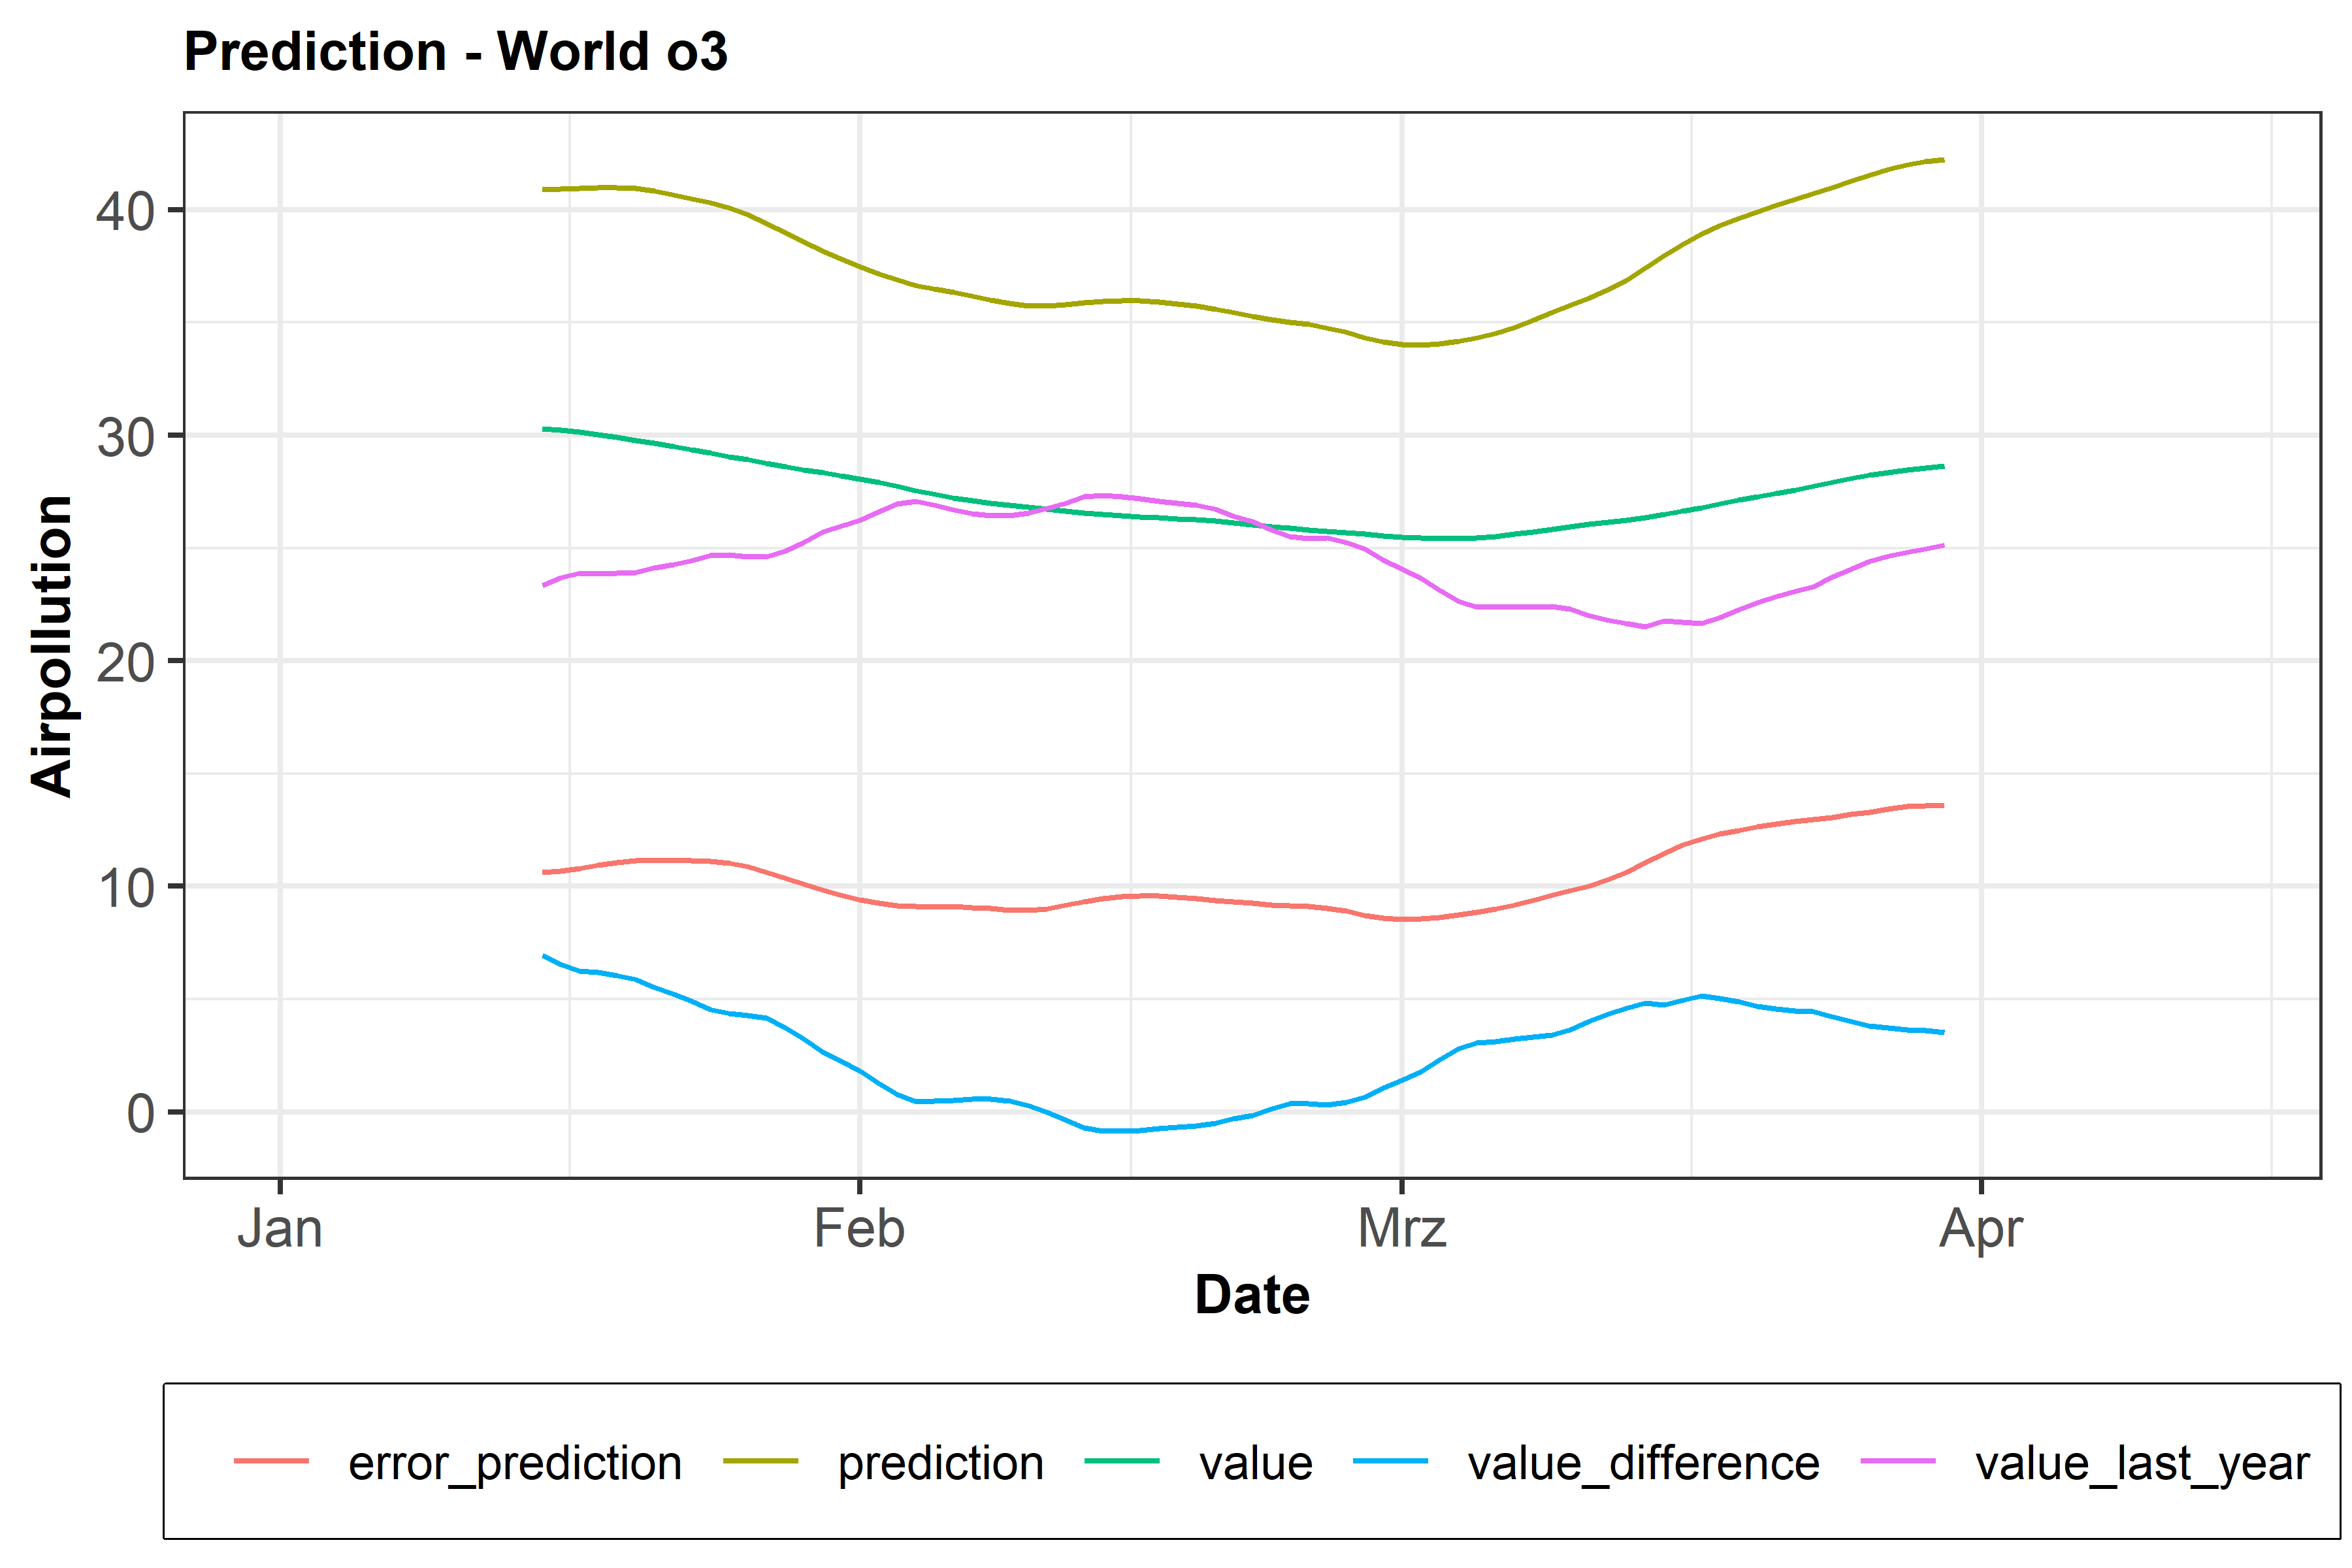 Prediction - World o3
Airpollution
40
30
20
10
0
Jan Feb Mrz Apr
Date
error_prediction prediction value value_difference value_last_year